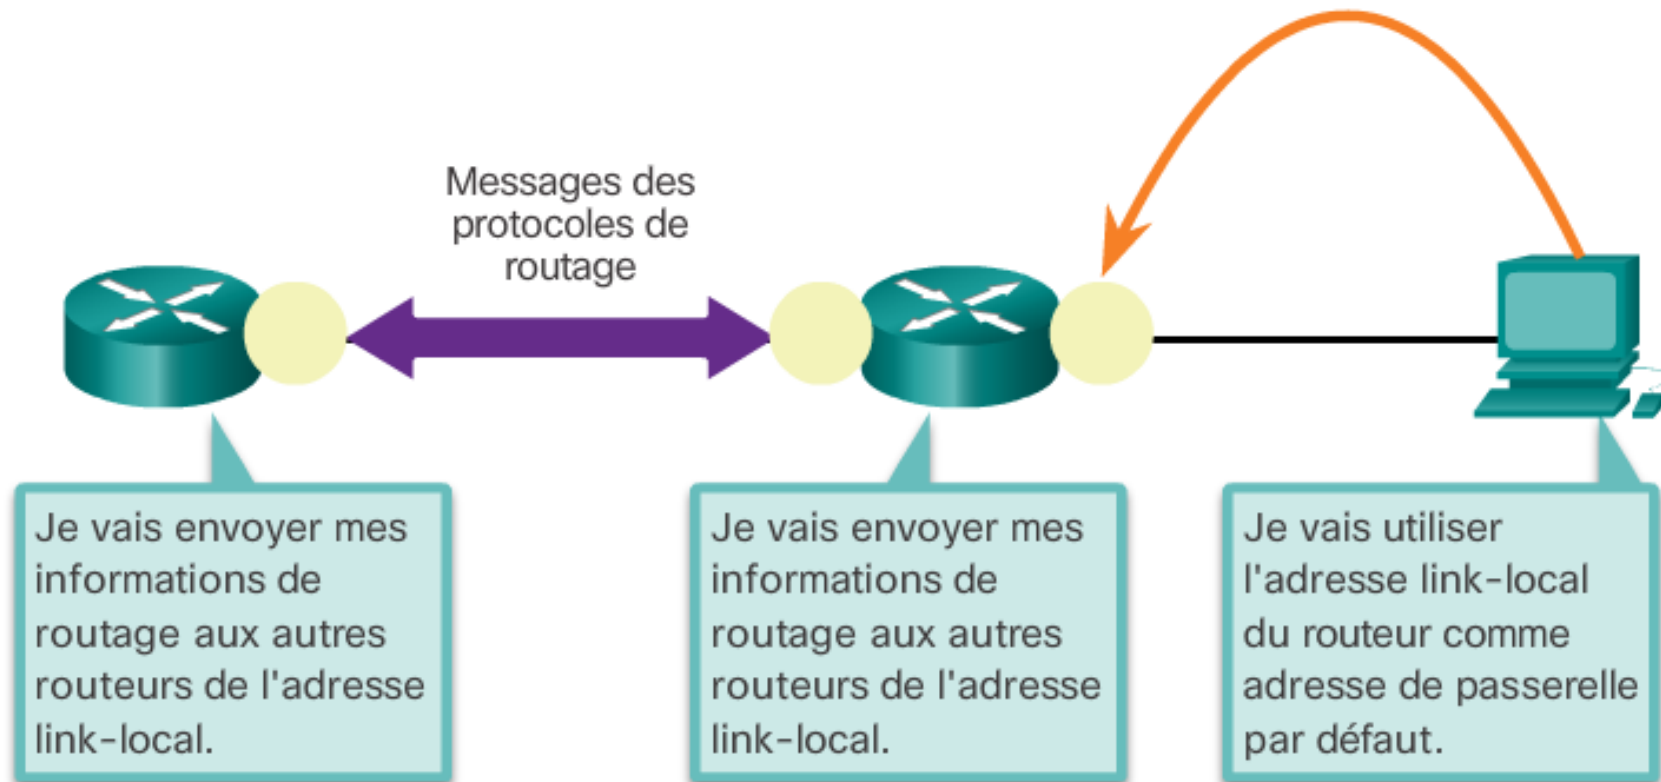 Messages des
protocoles de
routage
Je vais envoyer mes
informations de
routage aux autres
routeurs de l'adresse
link-local.
Je vais envoyer mes
informations de
routage aux autres
routeurs de l'adresse
link-local.
Je vais utiliser
l'adresse link-local
du routeur comme
adresse de passerelle
par défaut.